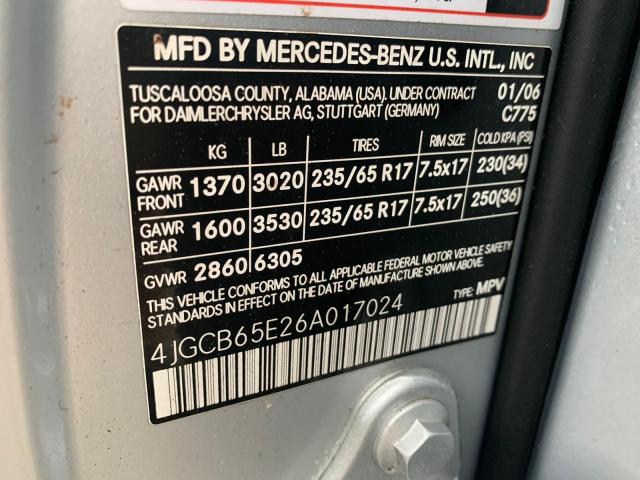 MFD BY MERCEDES-BENZ U.S. INTL., INC
TUSCALOOSA COUNTY, ALABAMA (USA), UNDER CONTRACT 01/06
FOR DAIMLERCHRYSLER AG, STUTTGART (GERMANY) C775
KG LB TIRES RIM SIZE COLD KPA (PSI)
GAWR FRONT 1370 3020 235/65 R17 7.5x17 230(34)
GAWR REAR 1600 3530 235/65 R17 7.5x17 250(36)
GVWR 2860 6305
THIS VEHICLE CONFORMS TO ALL APPLICABLE FEDERAL MOTOR VEHICLE SAFETY
STANDARDS IN EFFECT ON THE DATE OF MANUFACTURE SHOWN ABOVE.
4JGCB65E26A017024 TYPE: MPV